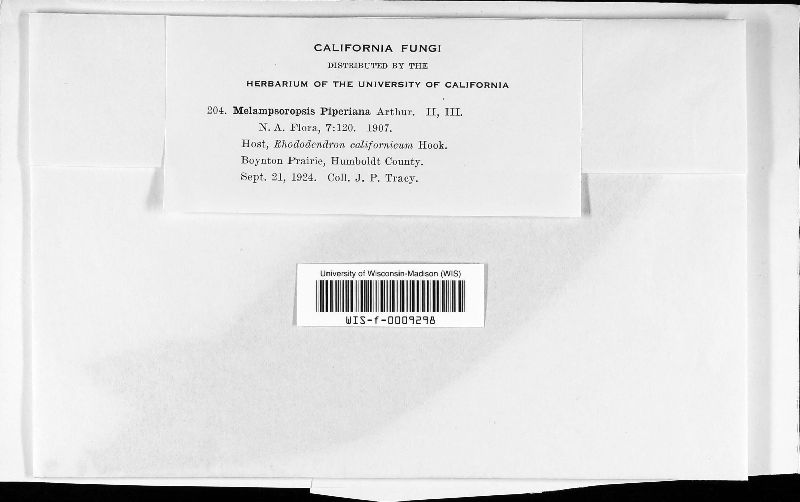 CALIFORNIA FUNGI
DISTRIBUTED BY THE
HERBARIUM OF THE UNIVERSITY OF CALIFORNIA
204. Melampsoropsis Piperiana Arthur. II, III.
N. A. Flora, 7:120. 1907.
Host, Rhododendron californicum Hook.
Boynton Prairie, Humboldt County.
Sept. 21, 1924. Coll. J. P. Tracy.
University of Wisconsin-Madison (WIS)
WIS-f-0009298